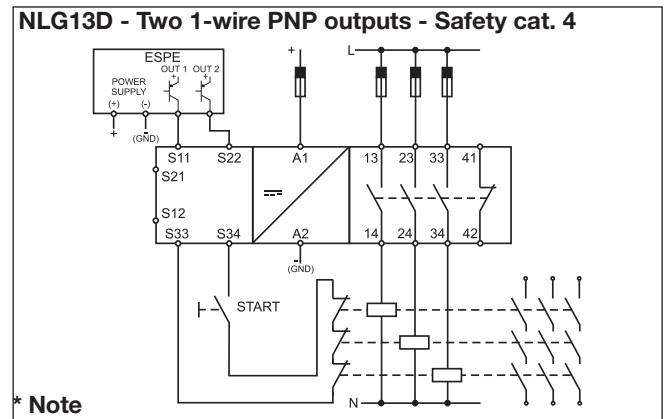 NLG13D - Two 1-wire PNP outputs - Safety cat. 4
ESPE
OUT 1 OUT 2
POWER
SUPPLY
(+) (-)
+ + + L
+ - (GND)
S11 S22 A1 13 23 33 41
S21
S12
S33 S34 A2 14 24 34 42
- (GND)
START
N
* Note